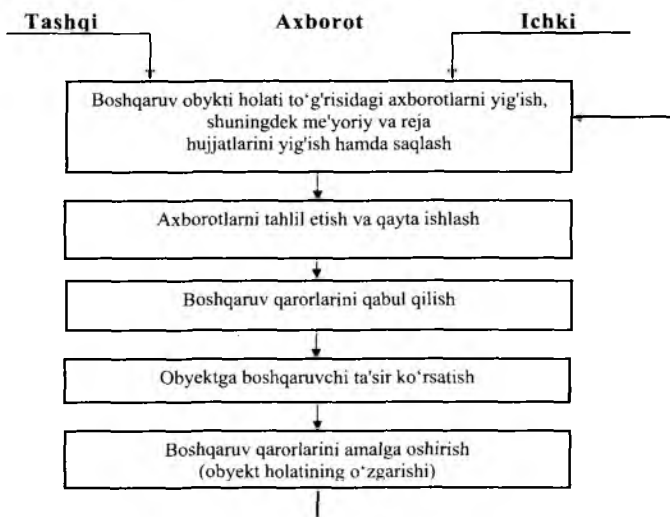 Tashqi Axborot Ichki
Boshqaruv obykti holati to‘g'risidagi axborotlarni yig'ish,
shuningdek me'yoriy va reja
hujjatlarini yig'ish hamda saqlash
Axborotlarni tahlil etish va qayta ishlash
Boshqaruv qarorlarini qabul qilish
Obyektga boshqaruvchi ta'sir ko‘rsatish
Boshqaruv qarorlarini amalga oshirish
(obyekt holatining o‘zgarishi)